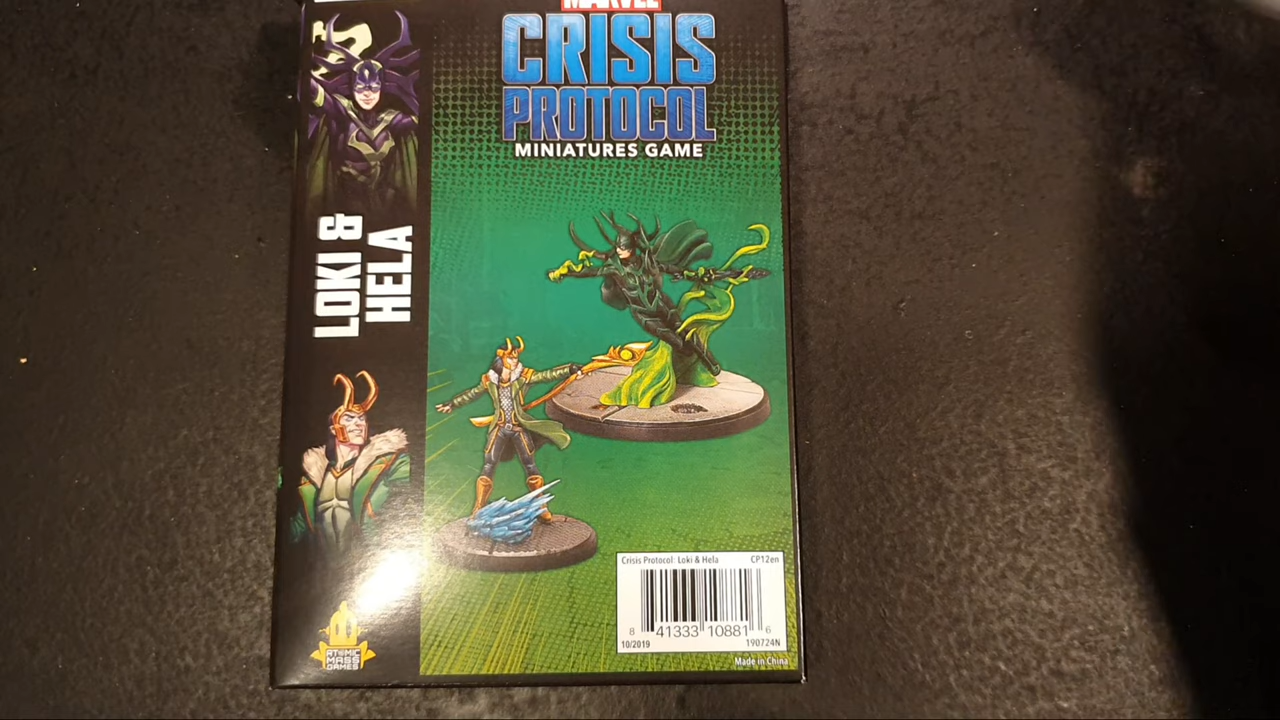 MARVEL
CRISIS
PROTOCOL
MINIATURES GAME
LOKI &
HELA
ATOMIC
MASS
GAMES
Crisis Protocol: Loki & Hela CP12en
8 41333 10881 6
10/2019 190724N
Made in China